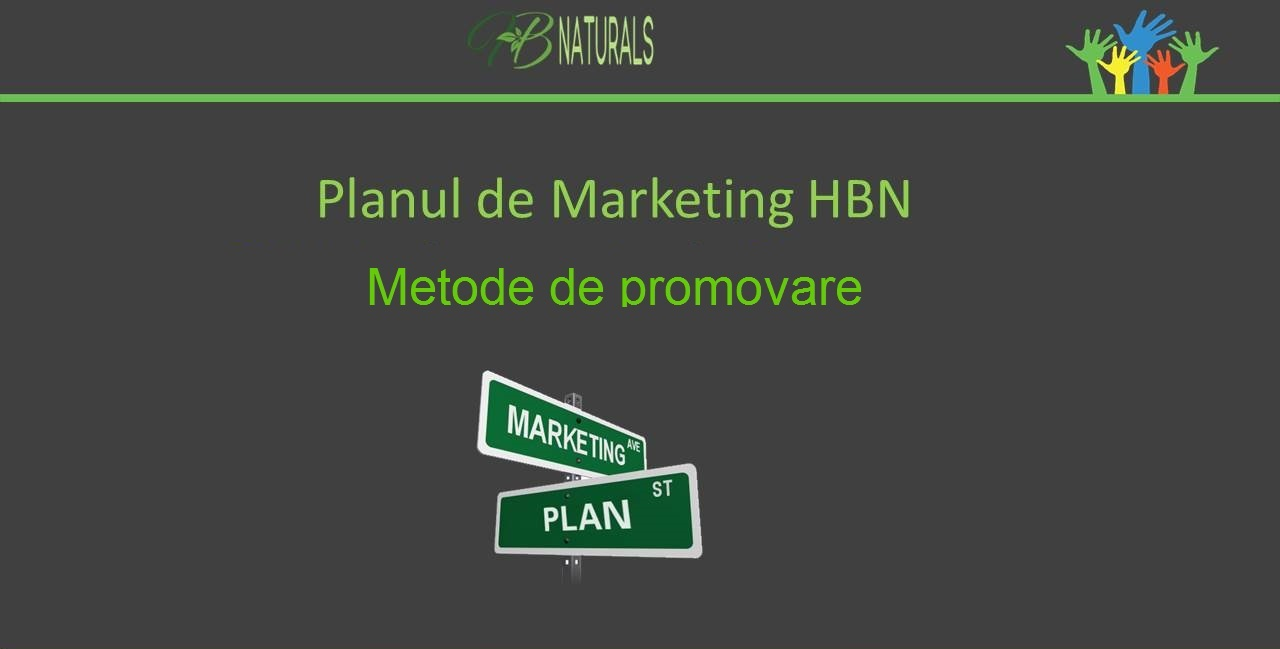 HB NATURALS
Planul de Marketing HBN
Metode de promovare
MARKETING AVE
PLAN ST